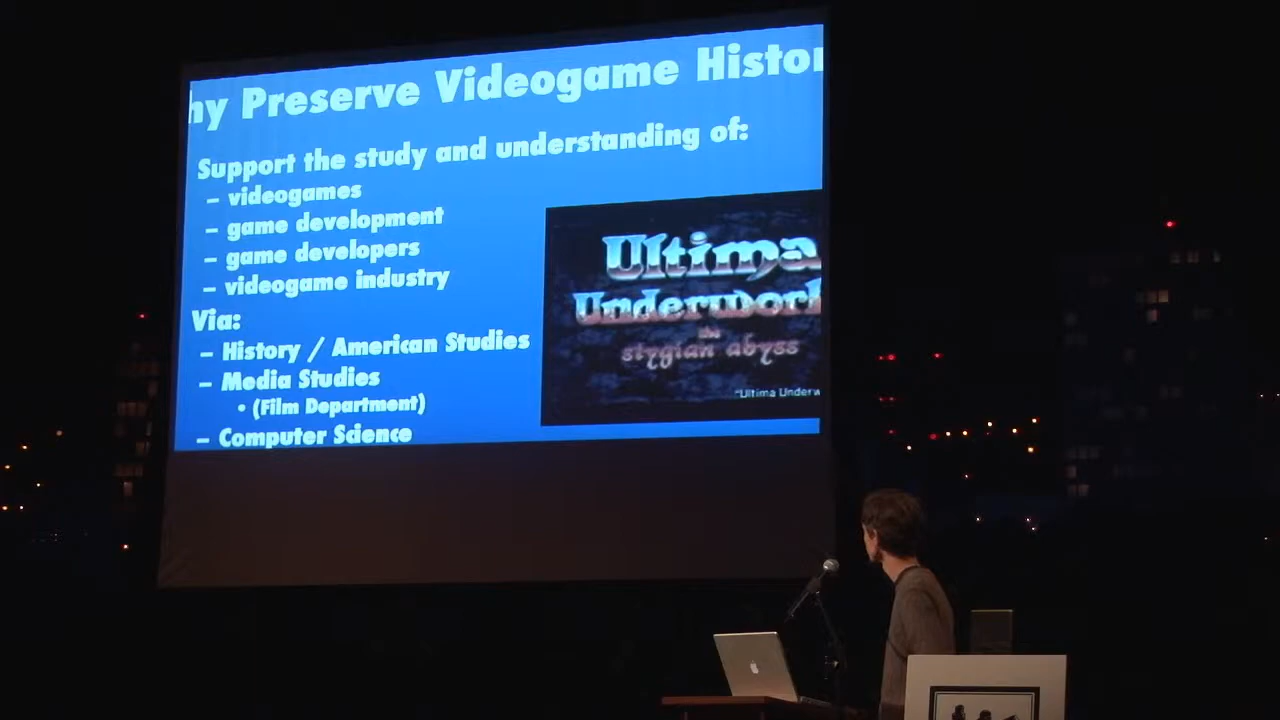 hy Preserve Videogame Histor
Support the study and understanding of:
– videogames
– game development
– game developers
– videogame industry
Via:
– History / American Studies
– Media Studies
• (Film Department)
– Computer Science
Ultima
Underworl
the
stygian abyss
"Ultima Underw